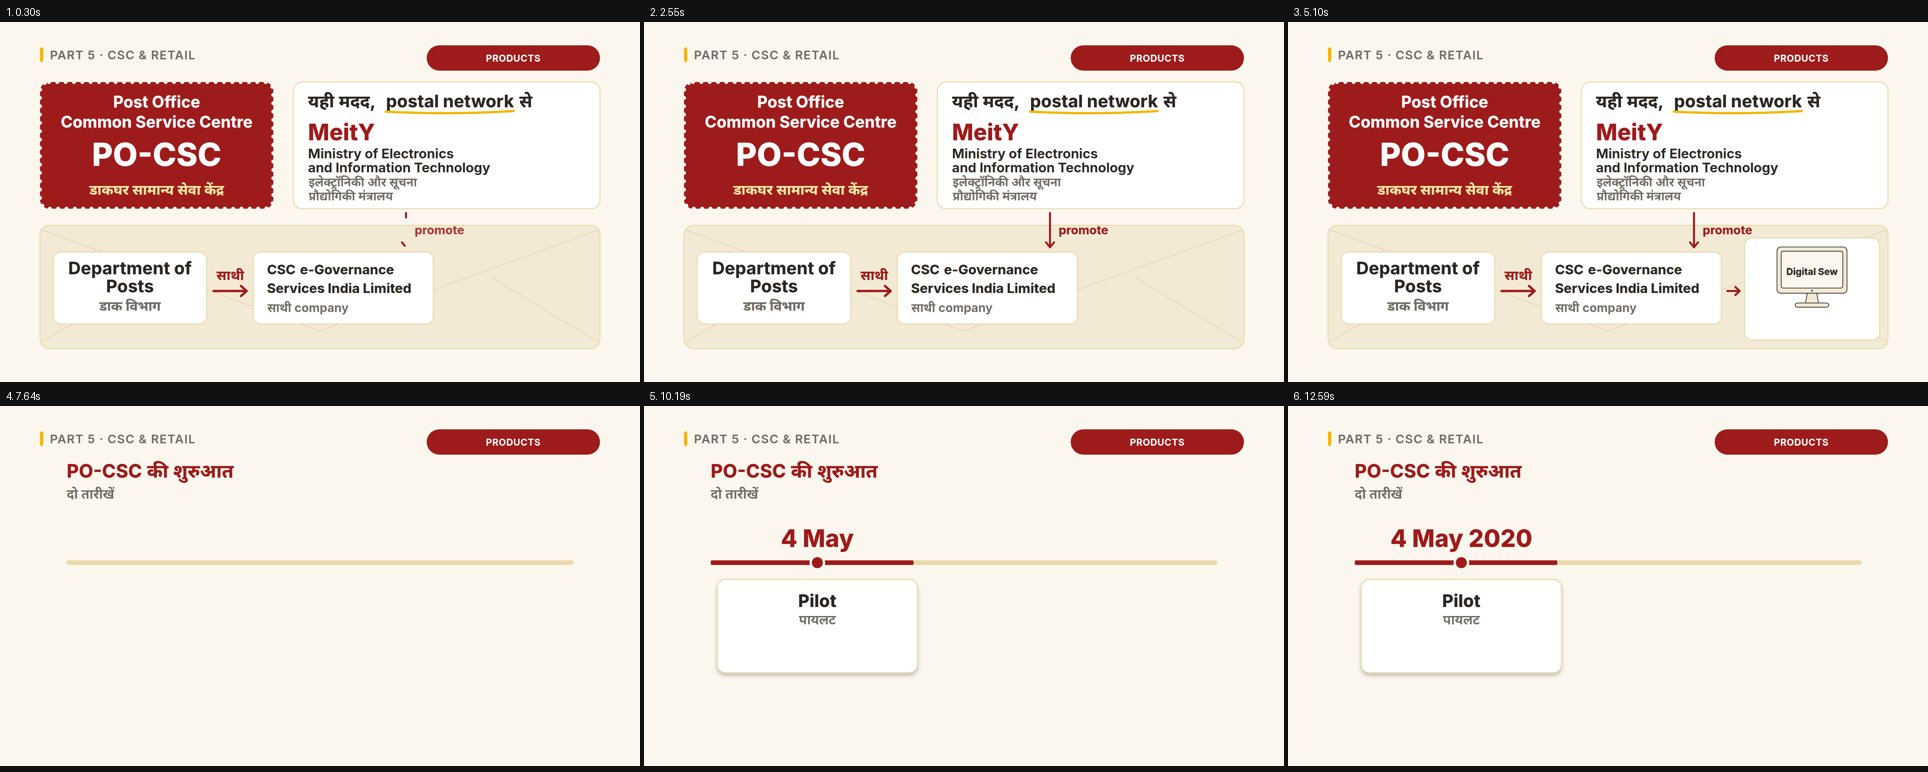 1. 0.30s
PART 5 · CSC & RETAIL
PRODUCTS
Post Office
Common Service Centre
PO-CSC
डाकघर सामान्य सेवा केंद्र
यही मदद, postal network से
MeitY
Ministry of Electronics
and Information Technology
इलेक्ट्रॉनिकी और सूचना
प्रौद्योगिकी मंत्रालय
promote
Department of
Posts
डाक विभाग
साथी
CSC e-Governance
Services India Limited
साथी company
2. 2.55s
PART 5 · CSC & RETAIL
PRODUCTS
Post Office
Common Service Centre
PO-CSC
डाकघर सामान्य सेवा केंद्र
यही मदद, postal network से
MeitY
Ministry of Electronics
and Information Technology
इलेक्ट्रॉनिकी और सूचना
प्रौद्योगिकी मंत्रालय
promote
Department of
Posts
डाक विभाग
साथी
CSC e-Governance
Services India Limited
साथी company
3. 5.10s
PART 5 · CSC & RETAIL
PRODUCTS
Post Office
Common Service Centre
PO-CSC
डाकघर सामान्य सेवा केंद्र
यही मदद, postal network से
MeitY
Ministry of Electronics
and Information Technology
इलेक्ट्रॉनिकी और सूचना
प्रौद्योगिकी मंत्रालय
promote
Department of
Posts
डाक विभाग
साथी
CSC e-Governance
Services India Limited
साथी company
Digital Sew
4. 7.64s
PART 5 · CSC & RETAIL
PRODUCTS
PO-CSC की शुरुआत
दो तारीखें
5. 10.19s
PART 5 · CSC & RETAIL
PRODUCTS
PO-CSC की शुरुआत
दो तारीखें
4 May
Pilot
पायलट
6. 12.59s
PART 5 · CSC & RETAIL
PRODUCTS
PO-CSC की शुरुआत
दो तारीखें
4 May 2020
Pilot
पायलट